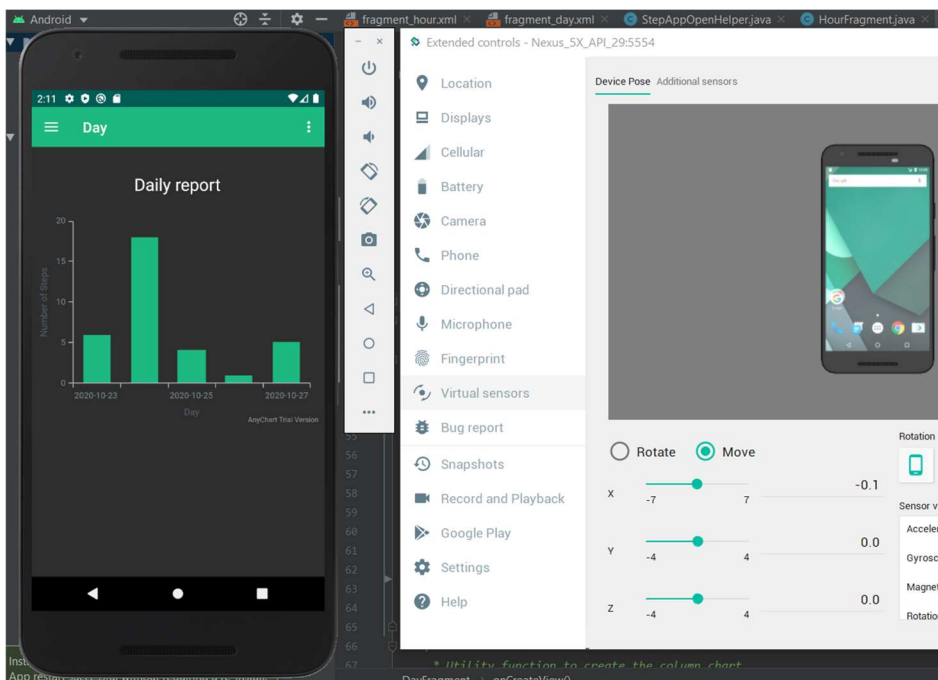 Android
fragment_hour.xml
fragment_day.xml
StepAppOpenHelper.java
HourFragment.java
Extended controls - Nexus_5X_API_29:5554
2:11
Day
Daily report
20
15
10
5
0
Number of Steps
2020-10-23
2020-10-25
2020-10-27
Day
AnyChart Trial Version
Location
Displays
Cellular
Battery
Camera
Phone
Directional pad
Microphone
Fingerprint
Virtual sensors
Bug report
Snapshots
Record and Playback
Google Play
Settings
Help
Device Pose Additional sensors
Rotate Move
Rotation
X -7 7 -0.1
Sensor v
Acceler
Y -4 4 0.0
Gyrosc
Magnet
Z -4 4 0.0
Rotation
55
56
57
58
59
60
61
62
63
64
65
66
67 * Utility function to create the column chart
DayFragment > onCreateView()